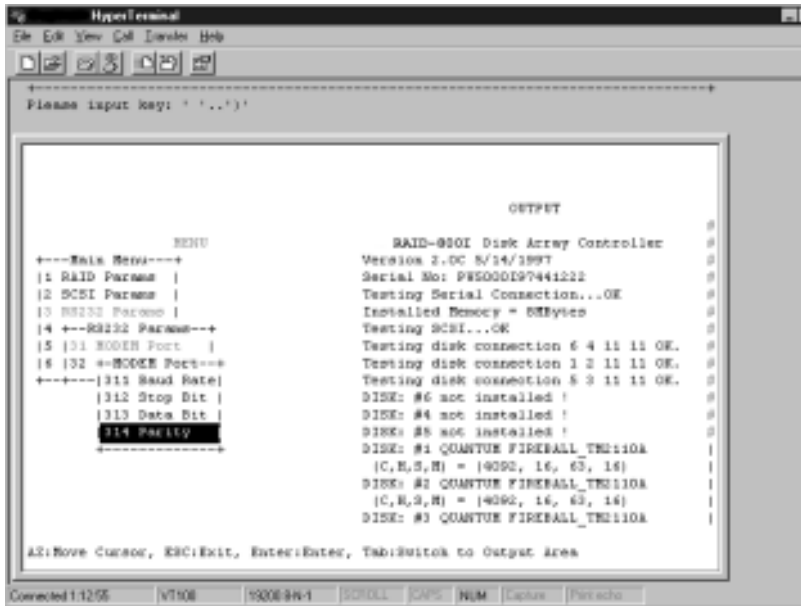 HyperTerminal
File Edit View Call Transfer Help
Please input key: ' '..')'
OUTPUT
MENU
+---Main Menu---+
|1 RAID Params |
|2 SCSI Params |
|3 RS232 Params |
|4 +--RS232 Params--+
|5 |31 MODEM Port |
|6 |32 +-MODEM Port--+
+---+---|311 Baud Rate|
|312 Stop Bit |
|313 Data Bit |
|314 Parity
RAID- Disk Array Controller
Version 2.0C 5/14/1997
Serial No:
Testing Serial Connection...OK
Installed Memory = 8MBytes
Testing SCSI...OK
Testing disk connection 6 4 11 11 OK.
Testing disk connection 1 2 11 11 OK.
Testing disk connection 5 3 11 11 OK.
DISK: #6 not installed !
DISK: #4 not installed !
DISK: #5 not installed !
DISK: #1 QUANTUM FIREBALL_TM2110A
(C,H,S,M) = (4092, 16, 63, 16)
DISK: #2 QUANTUM FIREBALL_TM2110A
(C,H,S,M) = (4092, 16, 63, 16)
DISK: #3 QUANTUM FIREBALL_TM2110A
AZ:Move Cursor, ESC:Exit, Enter:Enter, Tab:Switch to Output Area
Connected 1:12:55 VT100 19200 8-N-1 SCROLL CAPS NUM Capture Print echo